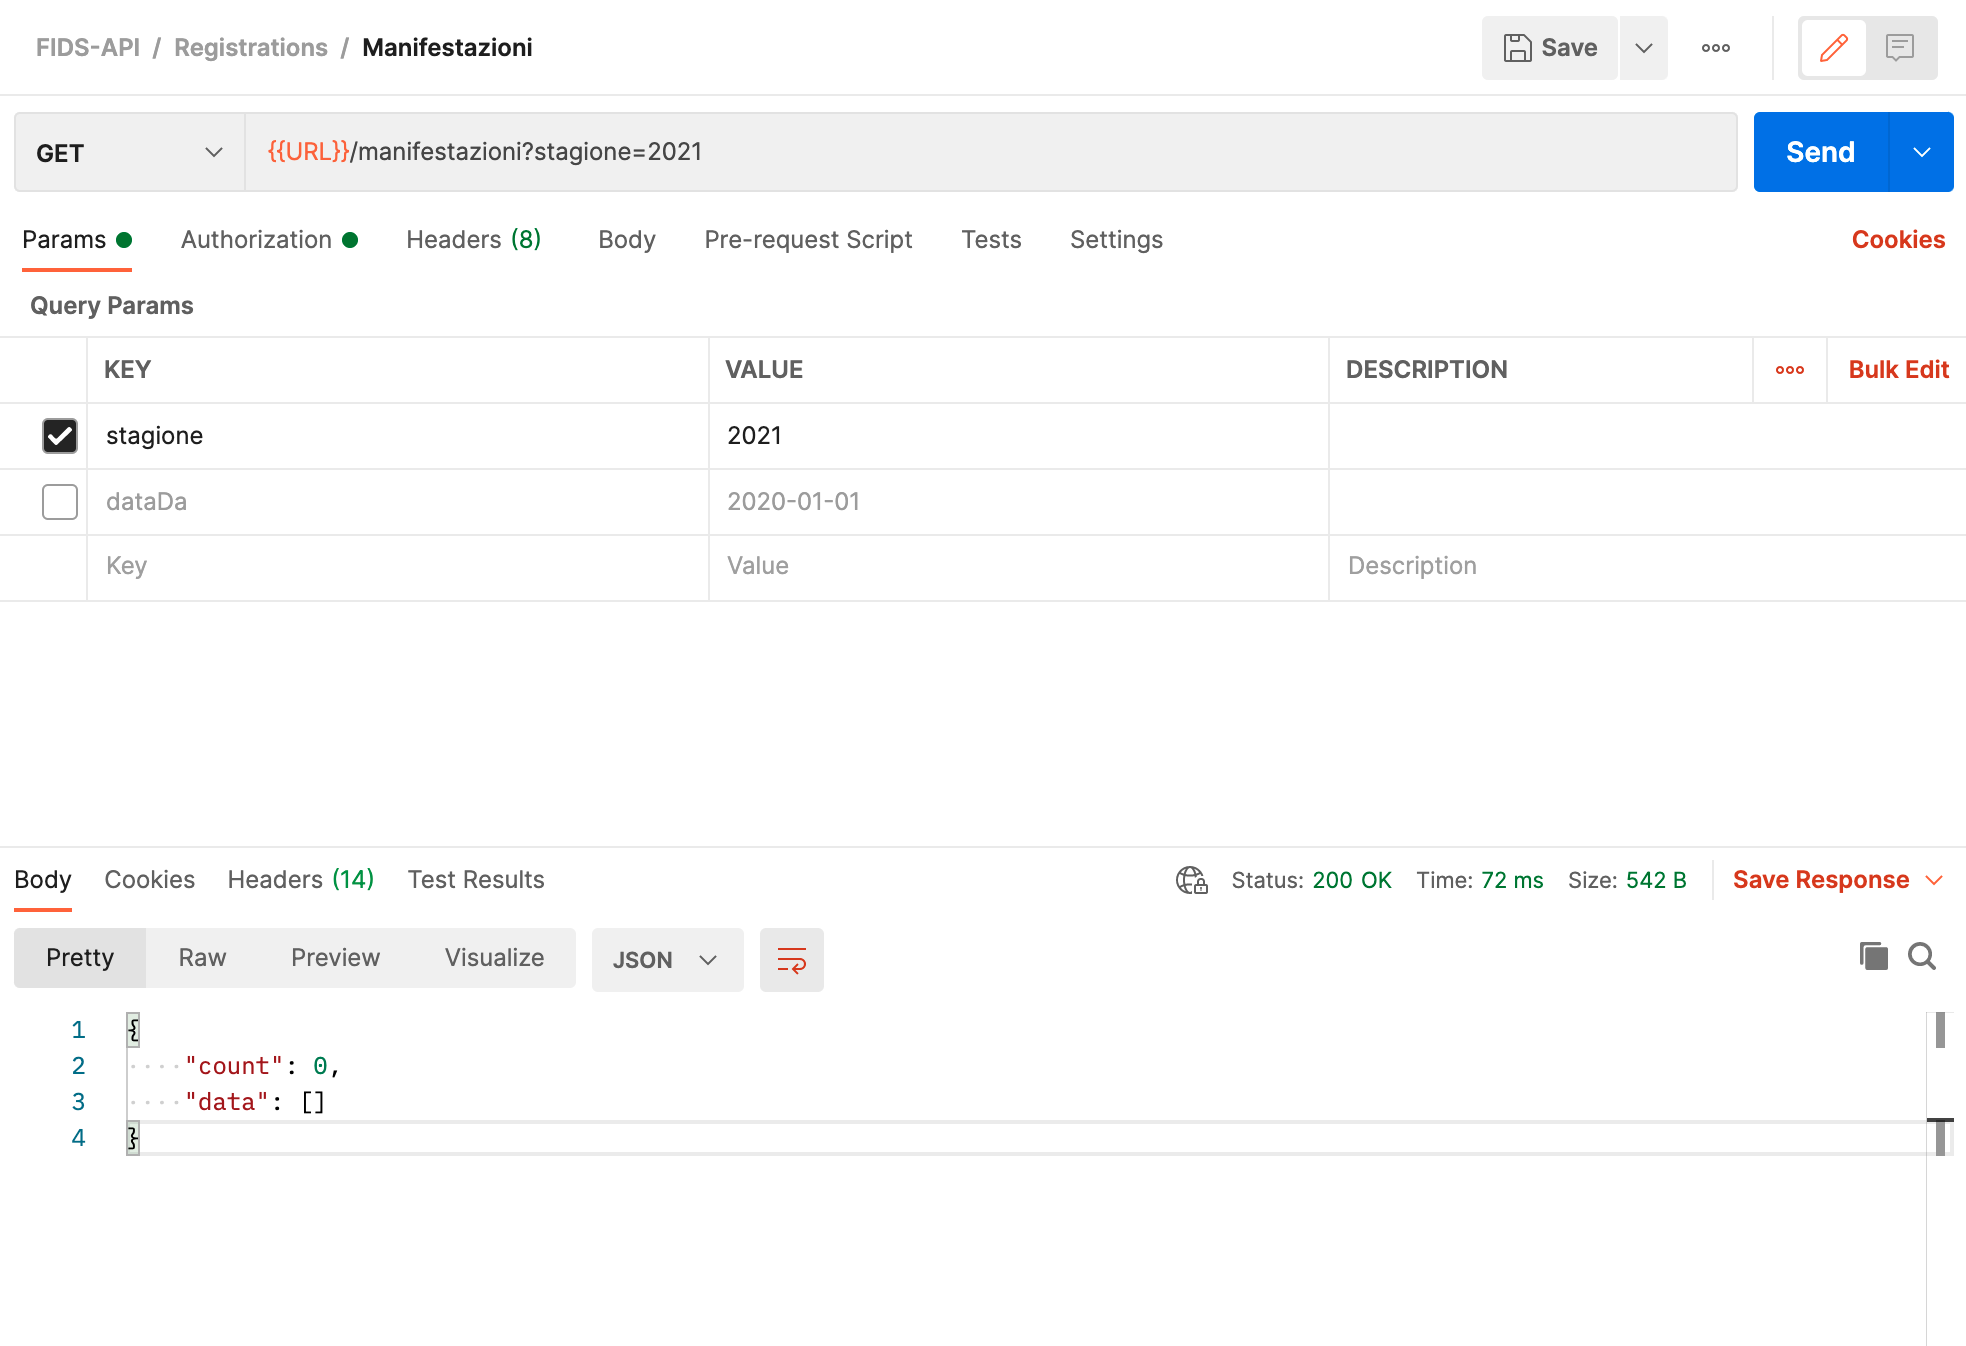 FIDS-API / Registrations / Manifestazioni
Save
GET
{{URL}}/manifestazioni?stagione=2021
Send
Params Authorization Headers (8) Body Pre-request Script Tests Settings Cookies
Query Params
KEY VALUE DESCRIPTION Bulk Edit
stagione 2021
dataDa 2020-01-01
Key Value Description
Body Cookies Headers (14) Test Results Status: 200 OK Time: 72 ms Size: 542 B Save Response
Pretty Raw Preview Visualize JSON
1 {
2 "count": 0,
3 "data": []
4 }